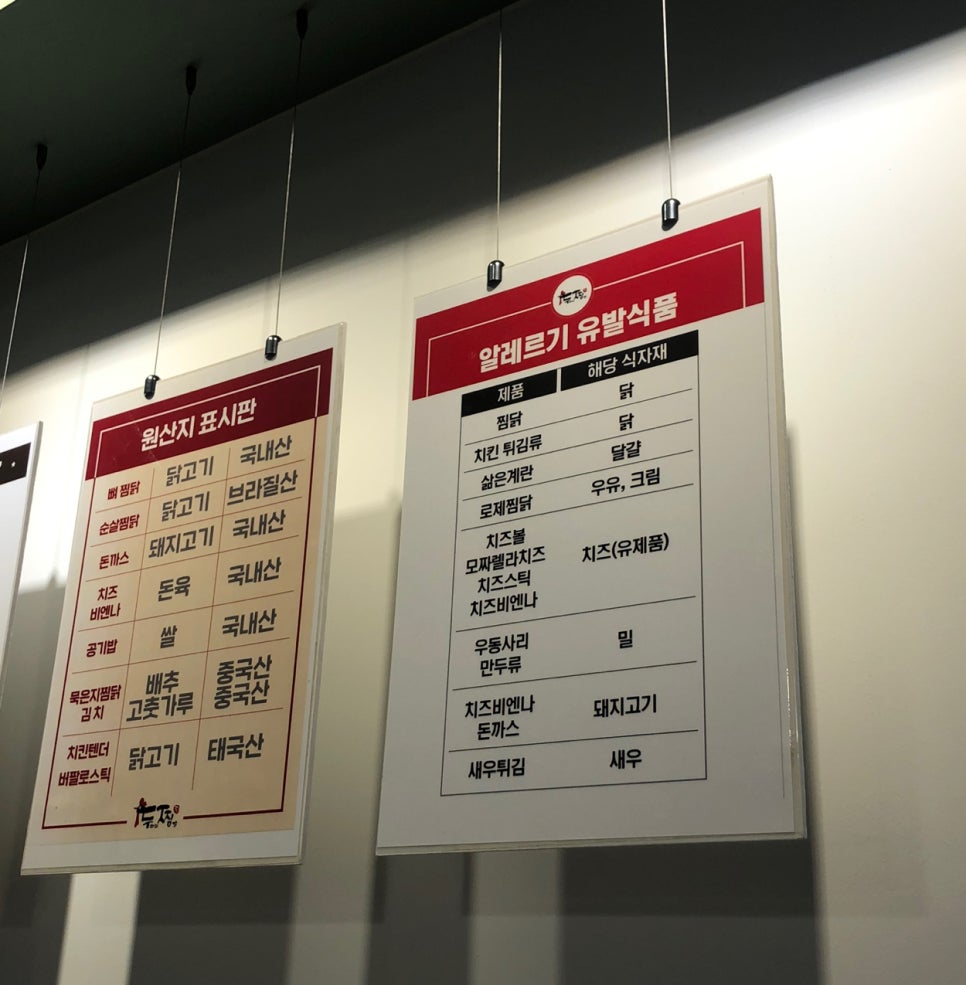 원산지 표시판
뼈 찜닭 닭고기 국내산
순살찜닭 닭고기 브라질산
돈까스 돼지고기 국내산
치즈
비엔나 돈육 국내산
공기밥 쌀 국내산
묵은지찜닭 배추 중국산
김치 고춧가루 중국산
치킨텐더
버팔로스틱 닭고기 태국산
두찜
두찜
알레르기 유발식품
제품 해당 식자재
찜닭 닭
치킨 튀김류 닭
삶은계란 달걀
로제찜닭 우유, 크림
치즈볼
모짜렐라치즈 치즈(유제품)
치즈스틱
치즈비엔나
우동사리 밀
만두류
치즈비엔나 돼지고기
돈까스
새우튀김 새우